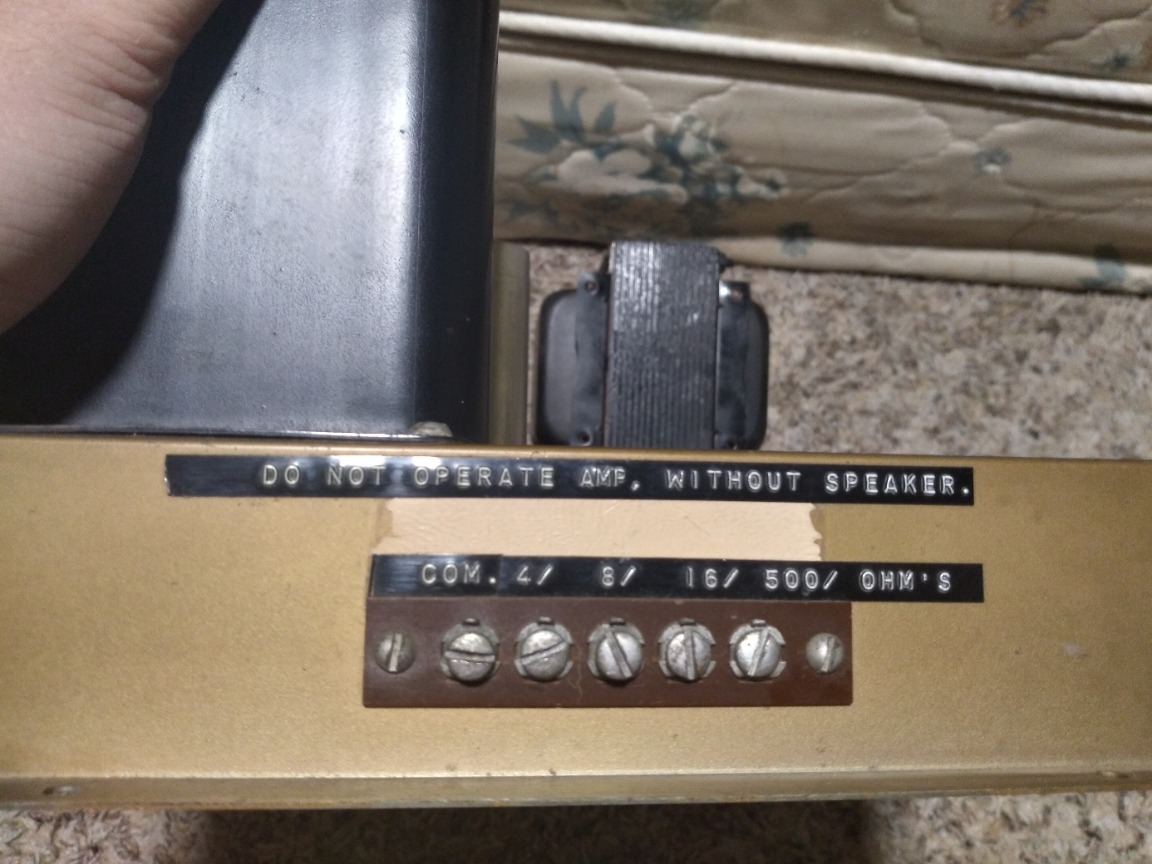 DO NOT OPERATE AMP, WITHOUT SPEAKER.
COM. 4/ 8/ 16/ 500/ OHM'S